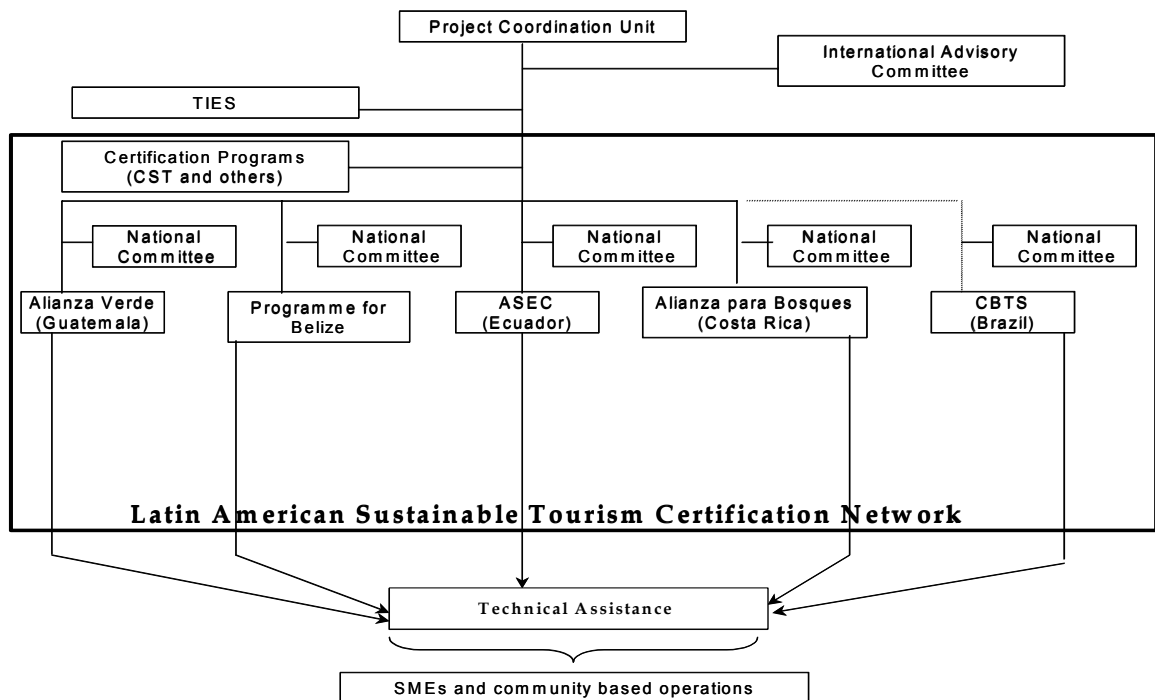 Project Coordination Unit
International Advisory
Committee
TIES
Certification Programs
(CST and others)
National
Committee
National
Committee
National
Committee
National
Committee
National
Committee
Alianza Verde
(Guatemala)
Programme for
Belize
ASEC
(Ecuador)
Alianza para Bosques
(Costa Rica)
CBTS
(Brazil)
Latin American Sustainable Tourism Certification Network
Technical Assistance
SMEs and community based operations